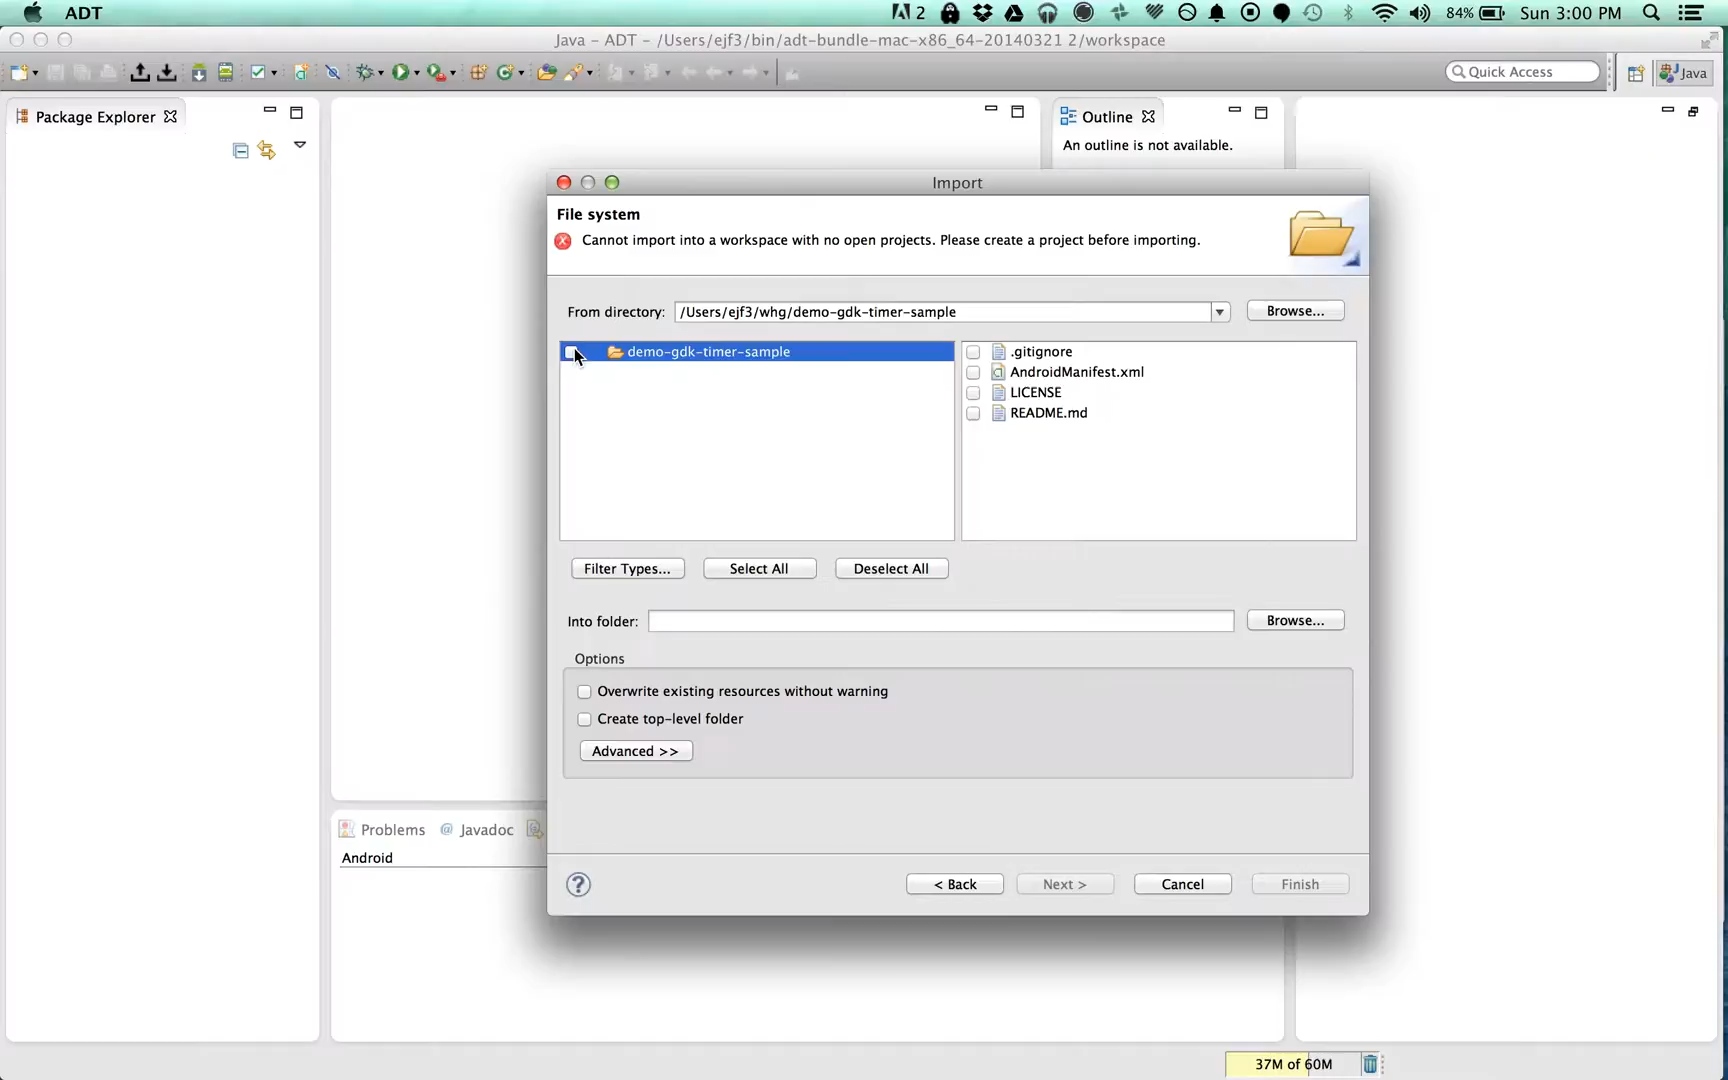 ADT
2
84%
Sun 3:00 PM
Java – ADT – /Users/ejf3/bin/adt-bundle-mac-x86_64-20140321 2/workspace
Quick Access
Java
Package Explorer
Outline
An outline is not available.
Import
File system
Cannot import into a workspace with no open projects. Please create a project before importing.
From directory:
/Users/ejf3/whg/demo-gdk-timer-sample
Browse...
demo-gdk-timer-sample
.gitignore
AndroidManifest.xml
LICENSE
README.md
Filter Types...
Select All
Deselect All
Into folder:
Browse...
Options
Overwrite existing resources without warning
Create top-level folder
Advanced >>
Problems
@ Javadoc
Android
?
< Back
Next >
Cancel
Finish
37M of 60M